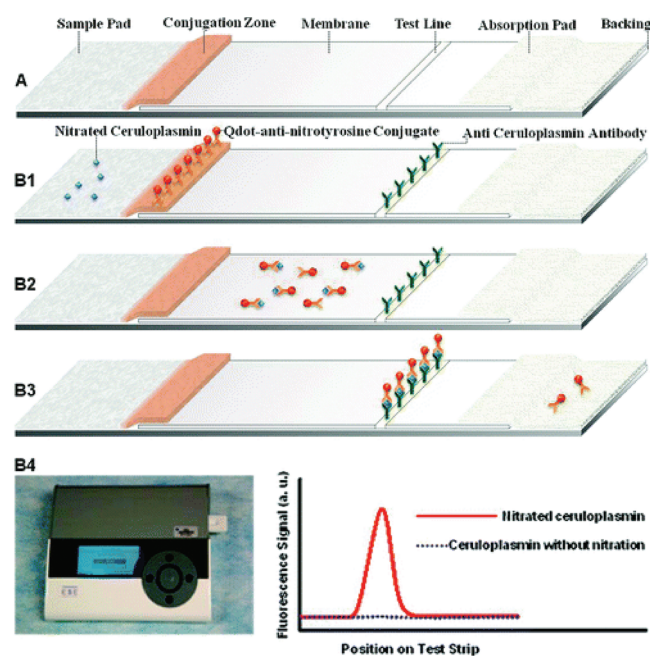 Sample Pad
Conjugation Zone
Membrane
Test Line
Absorption Pad
Backing
A
Nitrated Ceruloplasmin
Qdot-anti-nitrotyrosine Conjugate
Anti Ceruloplasmin Antibody
B1
B2
B3
B4
Fluorescence Signal (a. u.)
Nitrated ceruloplasmin
Ceruloplasmin without nitration
Position on Test Strip